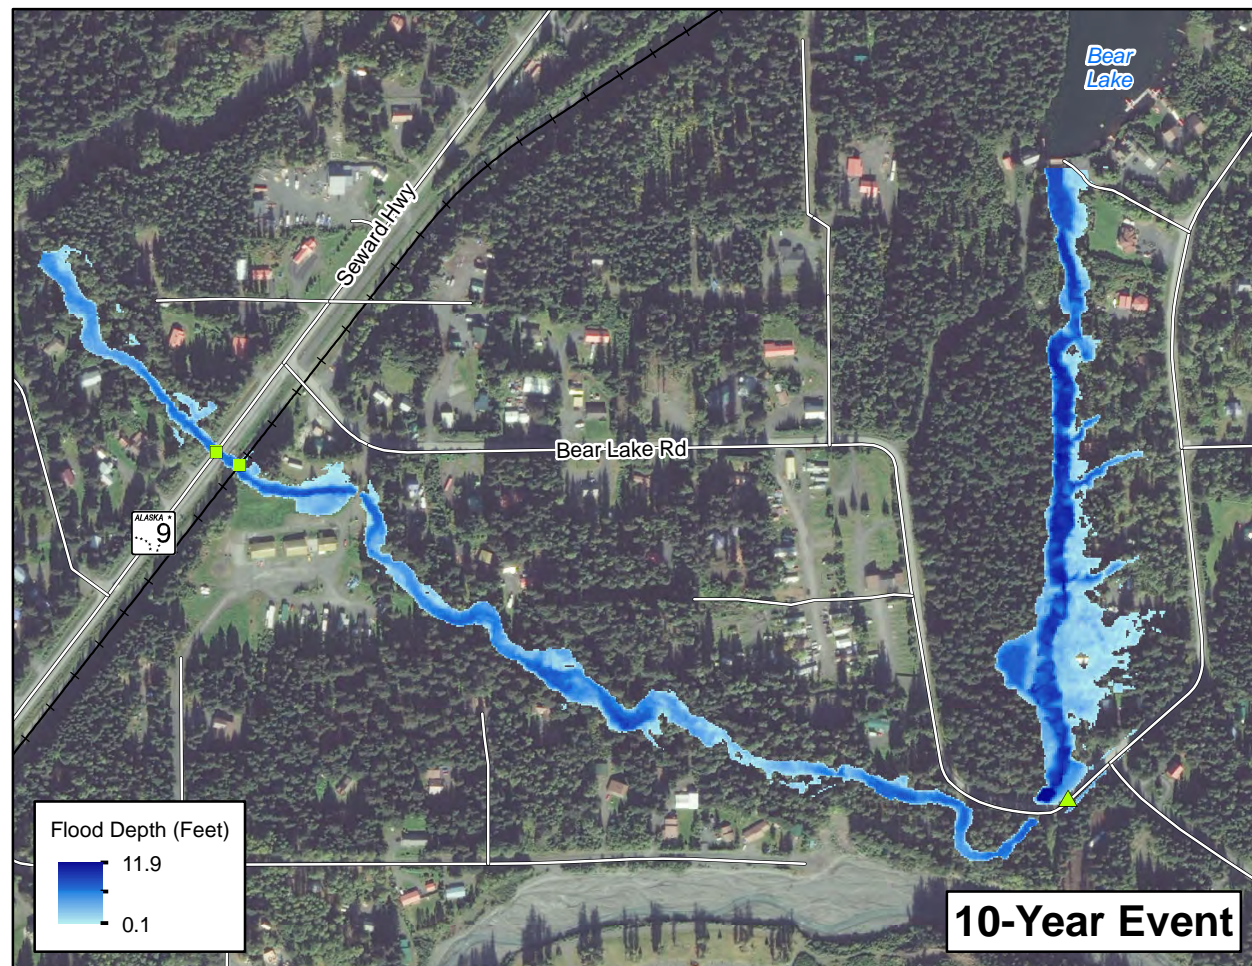 Bear
Lake
Seward Hwy
Bear Lake Rd
ALASKA
9
Flood Depth (Feet)
11.9
0.1
10-Year Event